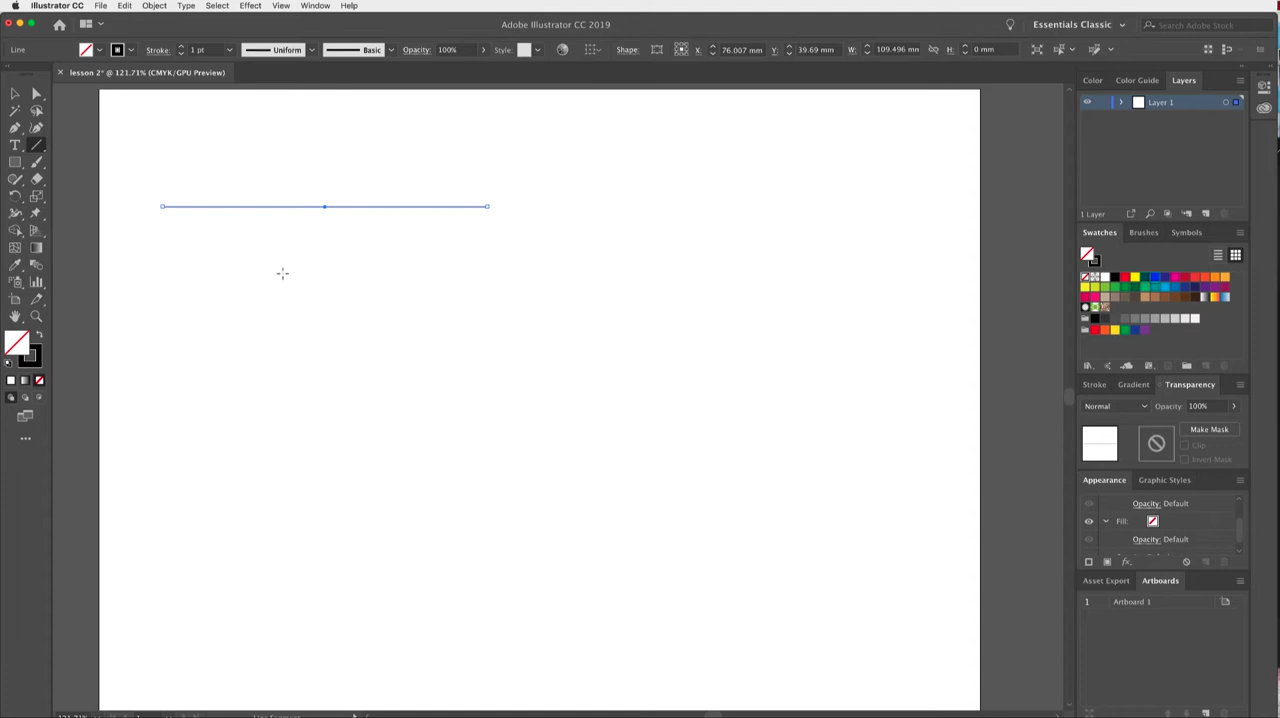 Illustrator CC File Edit Object Type Select Effect View Window Help
Adobe Illustrator CC 2019
Essentials Classic
Search Adobe Stock
Line Stroke: 1 pt Uniform Basic Opacity: 100% Style: Shape: X: 76.007 mm Y: 39.69 mm W: 109.496 mm H: 0 mm
lesson 2* @ 121.71% (CMYK/GPU Preview)
Color Color Guide Layers
Layer 1
1 Layer
Swatches Brushes Symbols
Stroke Gradient Transparency
Normal Opacity: 100%
Make Mask
Clip
Invert Mask
Appearance Graphic Styles
Opacity: Default
Fill:
Opacity: Default
Asset Export Artboards
1 Artboard 1